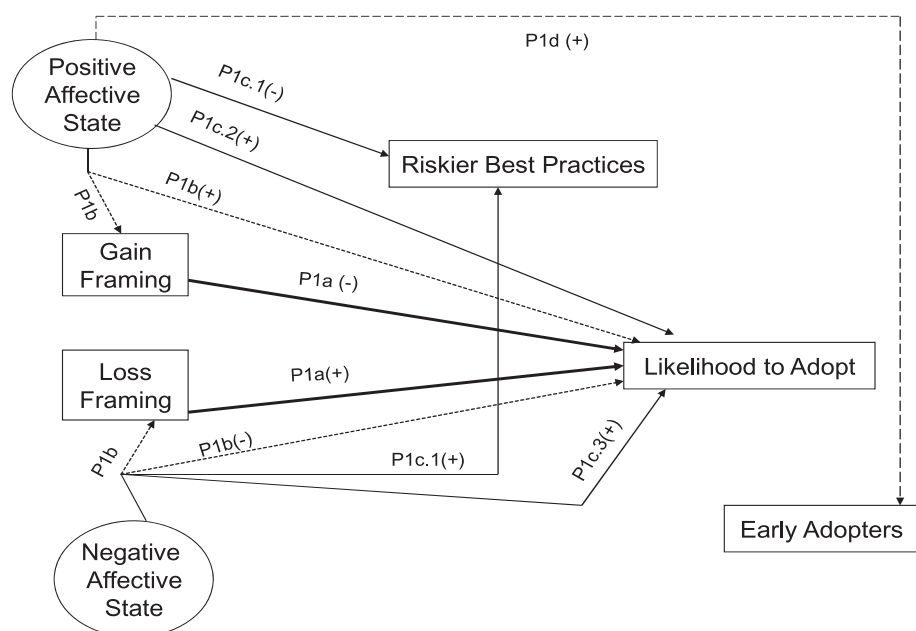 P1d (+)
Positive
Affective
State
P1c.1(-)
P1c.2(+)
Riskier Best Practices
P1b
P1b(+)
Gain
Framing
P1a (-)
Loss
Framing
P1a(+)
Likelihood to Adopt
P1b
P1b(-)
P1c.1(+)
P1c.3(+)
Early Adopters
Negative
Affective
State